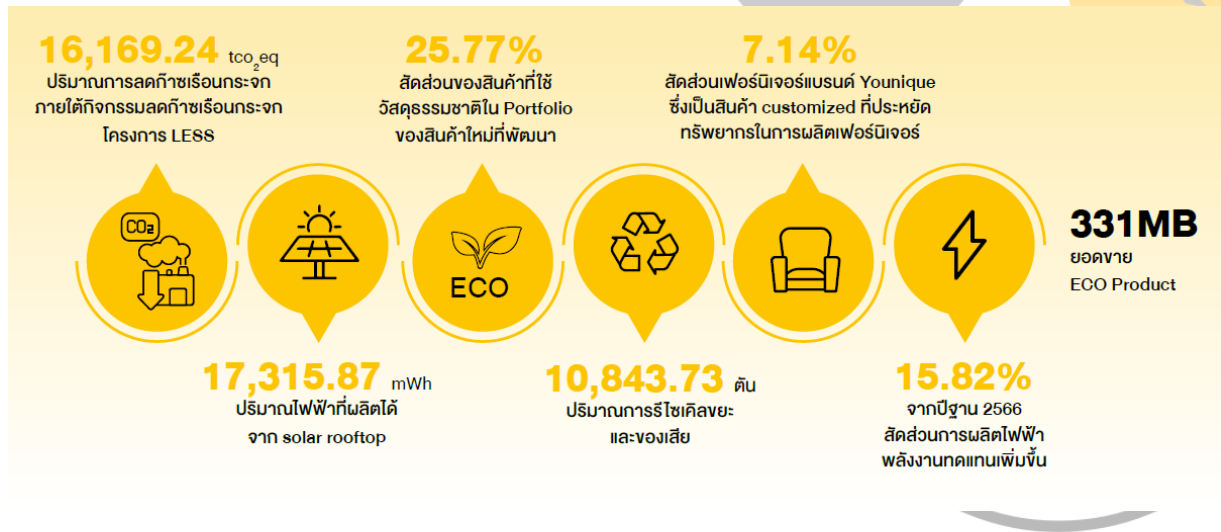 16,169.24 tco2eq
ปริมาณการลดก๊าซเรือนกระจก
ภายใต้กิจกรรมลดก๊าซเรือนกระจก
โครงการ LESS
25.77%
สัดส่วนของสินค้าที่ใช้
วัสดุธรรมชาติใน Portfolio
ของสินค้าใหม่ที่พัฒนา
7.14%
สัดส่วนเฟอร์นิเจอร์แบรนด์ Younique
ซึ่งเป็นสินค้า customized ที่ประหยัด
ทรัพยากรในการผลิตเฟอร์นิเจอร์
CO2
ECO
331MB
ยอดขาย
ECO Product
17,315.87 mWh
ปริมาณไฟฟ้าที่ผลิตได้
จาก solar rooftop
10,843.73 ตัน
ปริมาณการรีไซเคิลขยะ
และของเสีย
15.82%
จากปีฐาน 2566
สัดส่วนการผลิตไฟฟ้า
พลังงานทดแทนเพิ่มขึ้น